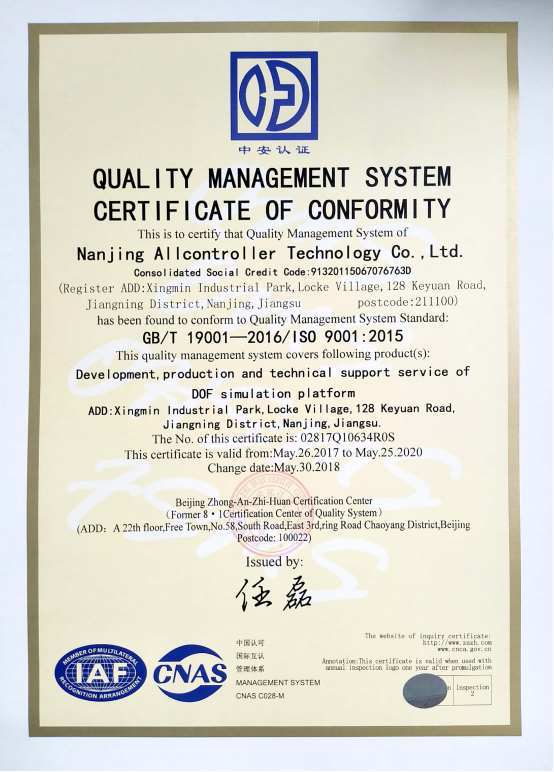 中安认证
QUALITY MANAGEMENT SYSTEM
CERTIFICATE OF CONFORMITY
This is to certify that Quality Management System of
Nanjing Allcontroller Technology Co.,Ltd.
Consolidated Social Credit Code:91320115067076763D
(Register ADD:Xingmin Industrial Park,Locke Village,128 Keyuan Road,
Jiangning District,Nanjing,Jiangsu postcode:211100)
has been found to conform to Quality Management System Standard:
GB/T 19001—2016/ISO 9001:2015
This quality management system covers following product(s):
Development,production and technical support service of
DOF simulation platform
ADD:Xingmin Industrial Park,Locke Village,128 Keyuan Road,
Jiangning District,Nanjing,Jiangsu.
The No. of this certificate is: 02817Q10634R0S
This certificate is valid from:May.26.2017 to May.25.2020
Change date:May.30.2018
Beijing Zhong-An-Zhi-Huan Certification Center
(Former 8·1Certification Center of Quality System)
(ADD: A 22th floor,Free Town,No.58,South Road,East 3rd,ring Road Chaoyang District,Beijing
Postcode: 100022)
Issued by:
任磊
MEMBER OF MULTILATERAL
IAF
RECOGNITION ARRANGEMENT
CNAS
中国认可
国际互认
管理体系
MANAGEMENT SYSTEM
CNAS C028-M
The website of inquiry certificate:
http://www.zazh.com
www.cnca.gov.cn
Annotation:This certificate is valid when used with
annual inspection logo one year after promulgation
Inspection
2